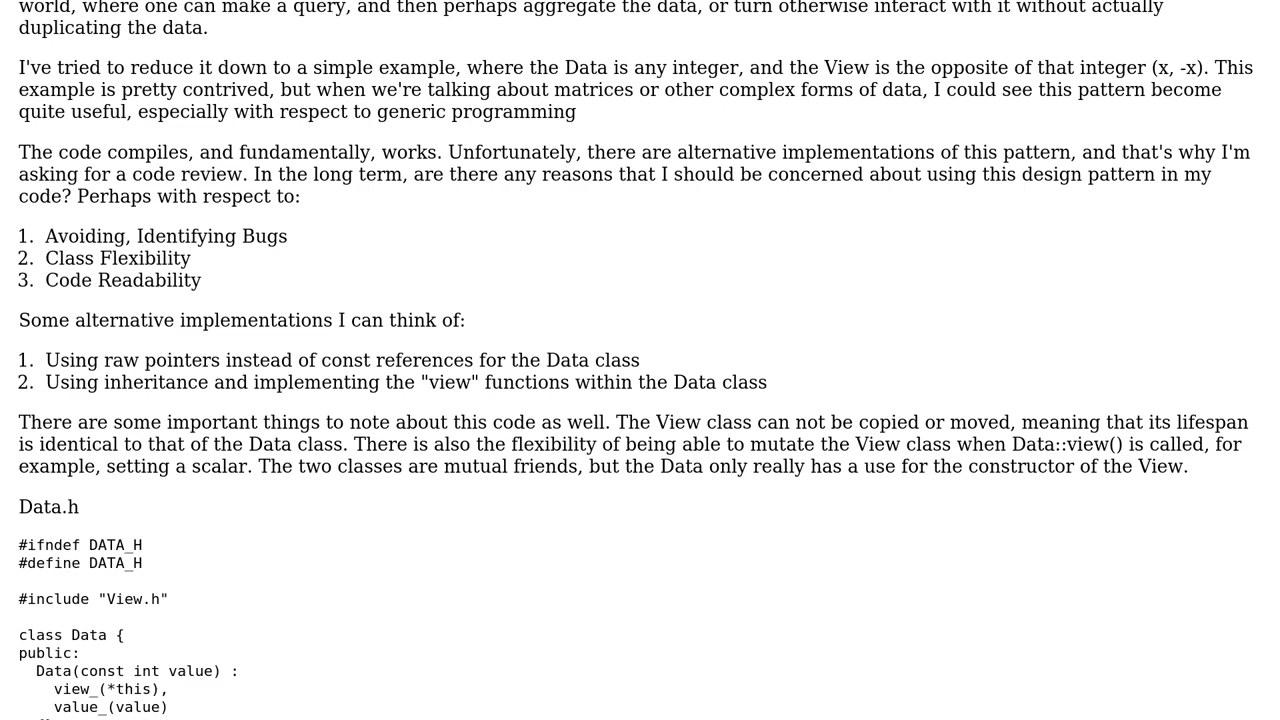 world, where one can make a query, and then perhaps aggregate the data, or turn otherwise interact with it without actually
duplicating the data.
I've tried to reduce it down to a simple example, where the Data is any integer, and the View is the opposite of that integer (x, -x). This
example is pretty contrived, but when we're talking about matrices or other complex forms of data, I could see this pattern become
quite useful, especially with respect to generic programming
The code compiles, and fundamentally, works. Unfortunately, there are alternative implementations of this pattern, and that's why I'm
asking for a code review. In the long term, are there any reasons that I should be concerned about using this design pattern in my
code? Perhaps with respect to:
1. Avoiding, Identifying Bugs
2. Class Flexibility
3. Code Readability
Some alternative implementations I can think of:
1. Using raw pointers instead of const references for the Data class
2. Using inheritance and implementing the "view" functions within the Data class
There are some important things to note about this code as well. The View class can not be copied or moved, meaning that its lifespan
is identical to that of the Data class. There is also the flexibility of being able to mutate the View class when Data::view() is called, for
example, setting a scalar. The two classes are mutual friends, but the Data only really has a use for the constructor of the View.
Data.h
#ifndef DATA_H
#define DATA_H
#include "View.h"
class Data {
public:
  Data(const int value) :
    view_(*this),
    value_(value)